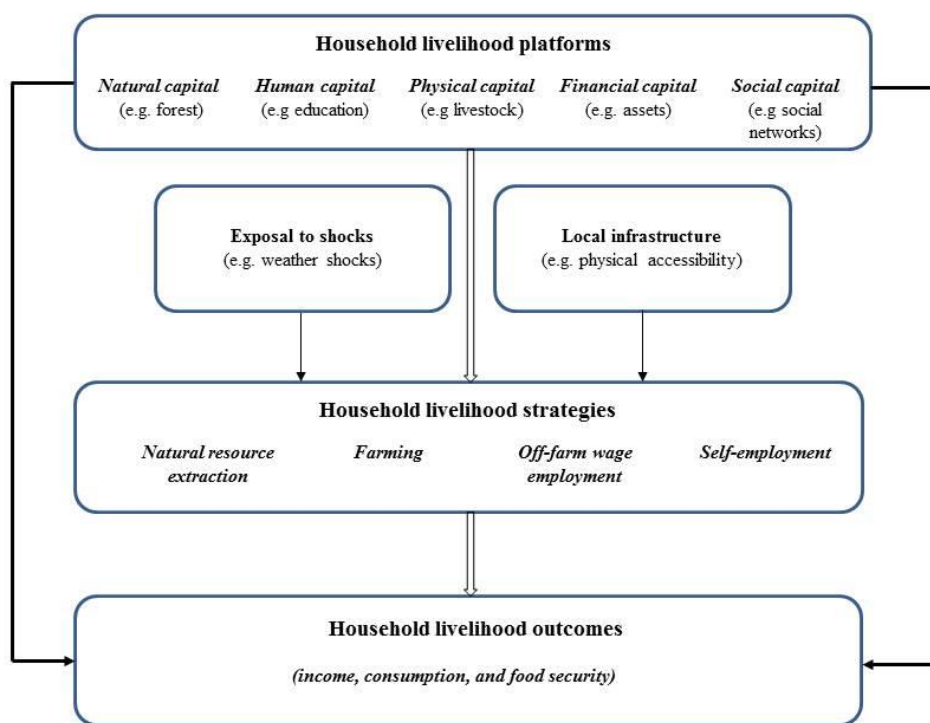 Household livelihood platforms
Natural capital Human capital Physical capital Financial capital Social capital
(e.g. forest) (e.g education) (e.g livestock) (e.g. assets) (e.g social
networks)
Exposal to shocks
(e.g. weather shocks)
Local infrastructure
(e.g. physical accessibility)
Household livelihood strategies
Natural resource Farming Off-farm wage Self-employment
extraction employment
Household livelihood outcomes
(income, consumption, and food security)